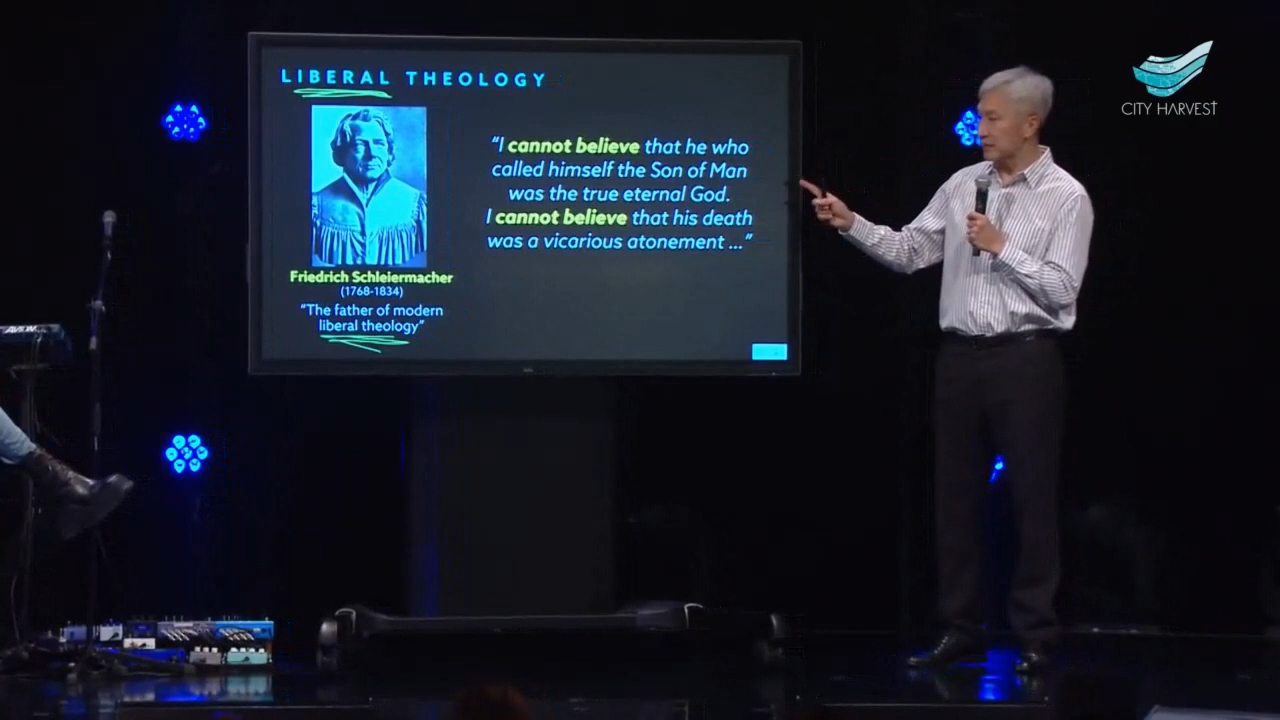 LIBERAL THEOLOGY
"I cannot believe that he who
called himself the Son of Man
was the true eternal God.
I cannot believe that his death
was a vicarious atonement ..."
Friedrich Schleiermacher
(1768-1834)
"The father of modern
liberal theology"
CITY HARVEST
AVION